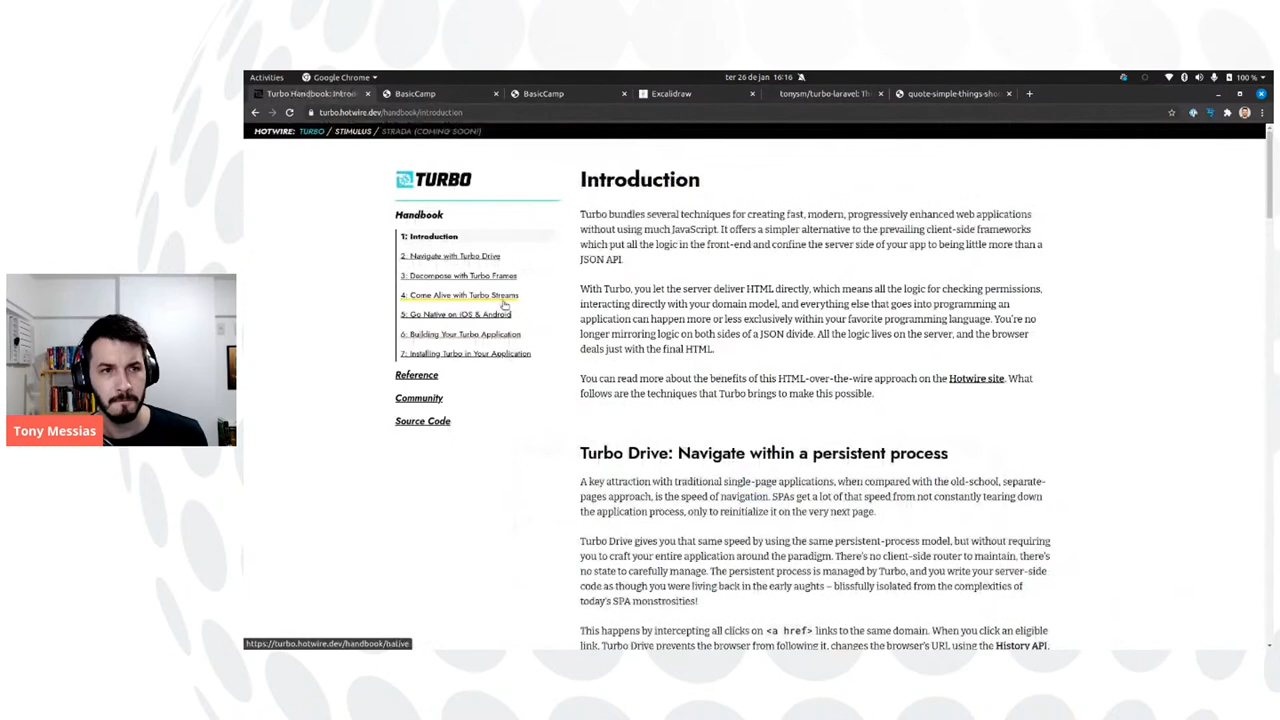 Activities
Google Chrome
ter 26 de jan 16:16
100 %
Turbo Handbook: Introd
BasicCamp
BasicCamp
Excalidraw
tonysm/turbo-laravel: Thi
quote-simple-things-shou
turbo.hotwire.dev/handbook/introduction
HOTWIRE: TURBO / STIMULUS / STRADA (COMING SOON!)
TURBO
Handbook
1: Introduction
2: Navigate with Turbo Drive
3: Decompose with Turbo Frames
4: Come Alive with Turbo Streams
5: Go Native on iOS & Android
6: Building Your Turbo Application
7: Installing Turbo in Your Application
Reference
Community
Source Code
Introduction
Turbo bundles several techniques for creating fast, modern, progressively enhanced web applications
without using much JavaScript. It offers a simpler alternative to the prevailing client-side frameworks
which put all the logic in the front-end and confine the server side of your app to being little more than a
JSON API.
With Turbo, you let the server deliver HTML directly, which means all the logic for checking permissions,
interacting directly with your domain model, and everything else that goes into programming an
application can happen more or less exclusively within your favorite programming language. You're no
longer mirroring logic on both sides of a JSON divide. All the logic lives on the server, and the browser
deals just with the final HTML.
You can read more about the benefits of this HTML-over-the-wire approach on the Hotwire site. What
follows are the techniques that Turbo brings to make this possible.
Turbo Drive: Navigate within a persistent process
A key attraction with traditional single-page applications, when compared with the old-school, separate-
pages approach, is the speed of navigation. SPAs get a lot of that speed from not constantly tearing down
the application process, only to reinitialize it on the very next page.
Turbo Drive gives you that same speed by using the same persistent-process model, but without requiring
you to craft your entire application around the paradigm. There's no client-side router to maintain, there's
no state to carefully manage. The persistent process is managed by Turbo, and you write your server-side
code as though you were living back in the early aughts – blissfully isolated from the complexities of
today's SPA monstrosities!
This happens by intercepting all clicks on <a href> links to the same domain. When you click an eligible
link, Turbo Drive prevents the browser from following it, changes the browser's URL using the History API,
https://turbo.hotwire.dev/handbook/native
Tony Messias